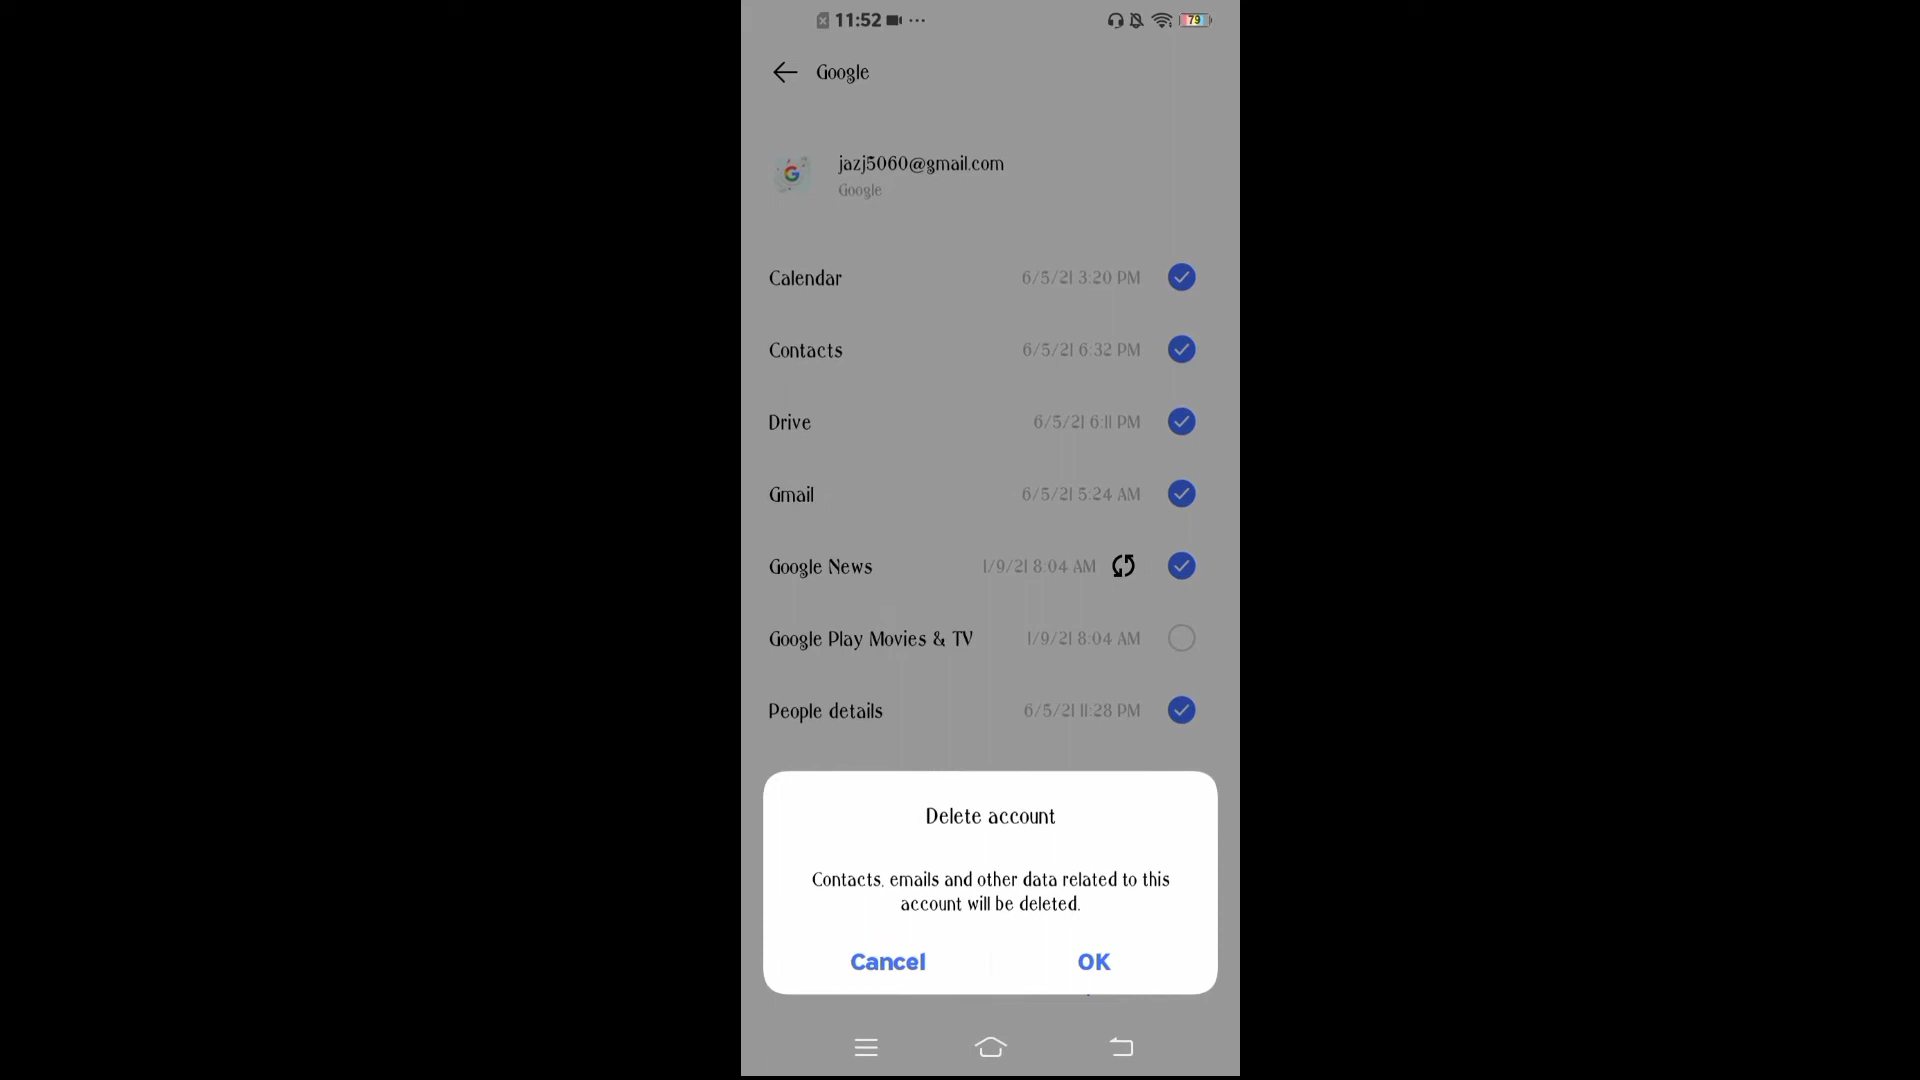 11:52 79
Google
jazj5060@gmail.com
Google
Calendar 6/5/21 3:20 PM
Contacts 6/5/21 6:32 PM
Drive 6/5/21 6:11 PM
Gmail 6/5/21 5:24 AM
Google News 1/9/21 8:04 AM
Google Play Movies & TV 1/9/21 8:04 AM
People details 6/5/21 11:28 PM
Delete account
Contacts, emails and other data related to this
account will be deleted.
Cancel OK